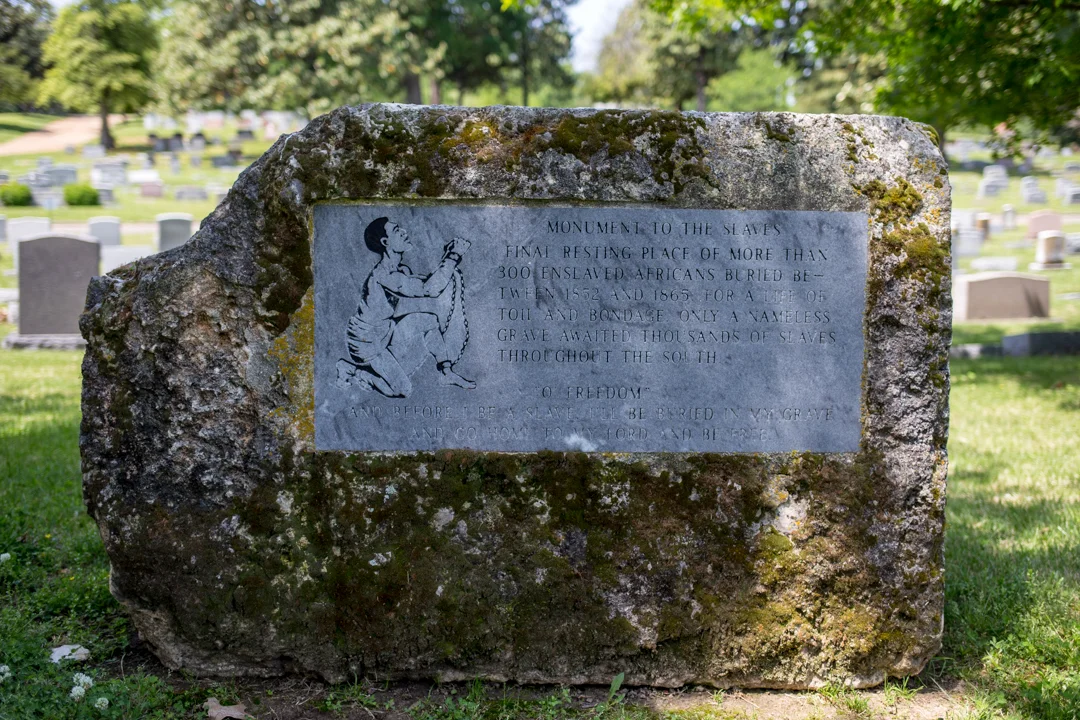 MONUMENT TO THE SLAVES
FINAL RESTING PLACE OF MORE THAN
300 ENSLAVED AFRICANS BURIED BE-
TWEEN 1852 AND 1865. FOR A LIFE OF
TOIL AND BONDAGE ONLY A NAMELESS
GRAVE AWAITED THOUSANDS OF SLAVES
THROUGHOUT THE SOUTH.
"O FREEDOM"
AND BEFORE I BE A SLAVE, I'LL BE BURIED IN MY GRAVE
AND GO HOME TO MY LORD AND BE FREE.